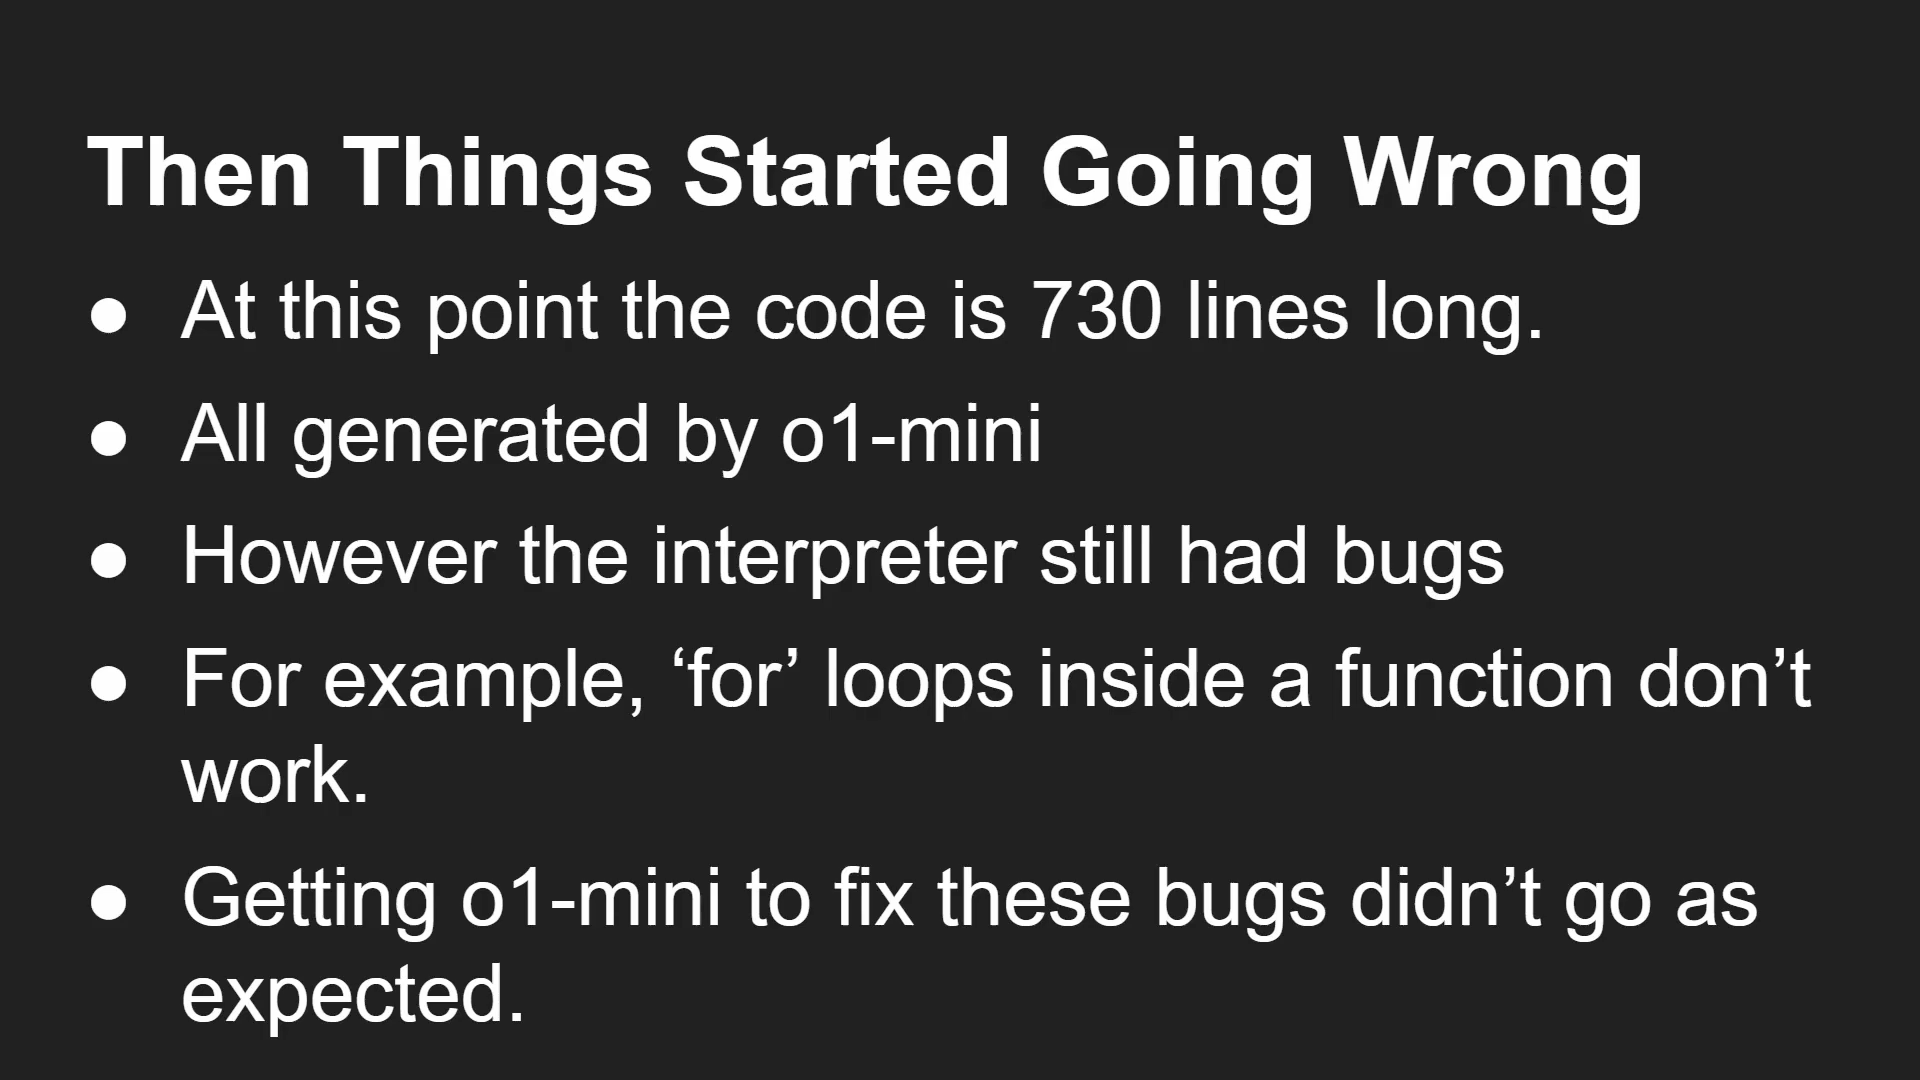 Then Things Started Going Wrong
● At this point the code is 730 lines long.
● All generated by o1-mini
● However the interpreter still had bugs
● For example, ‘for’ loops inside a function don’t
work.
● Getting o1-mini to fix these bugs didn’t go as
expected.